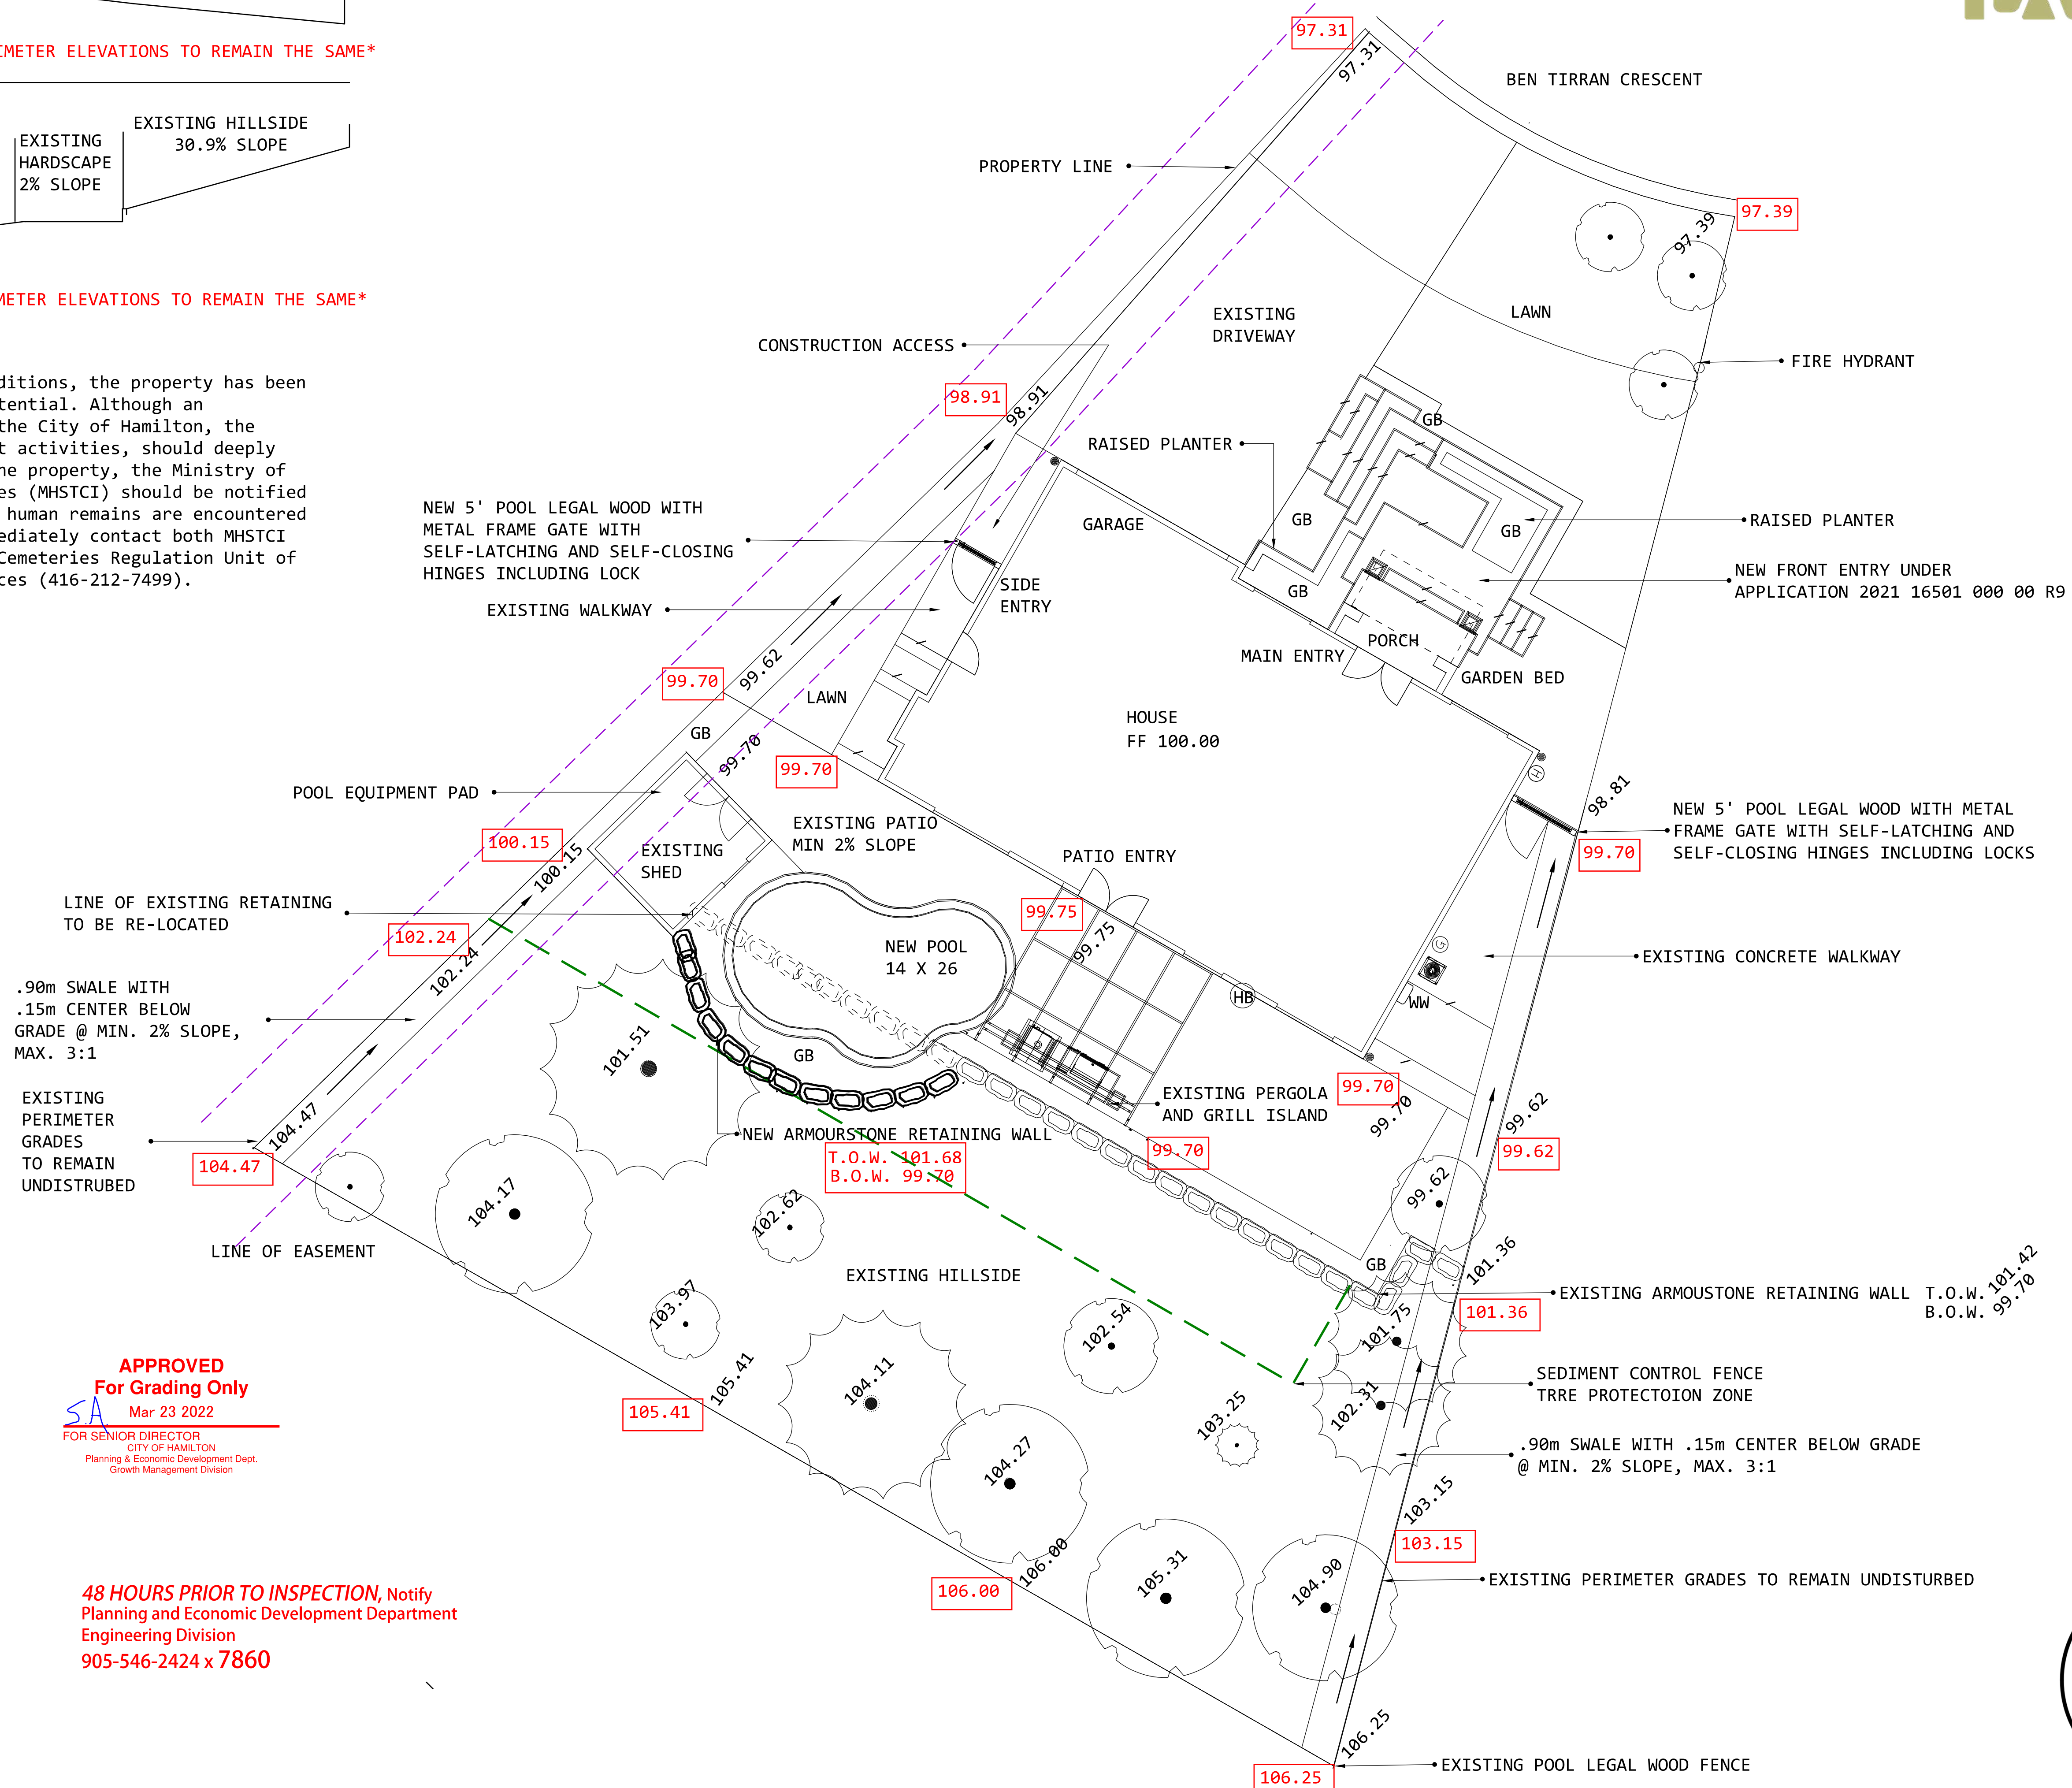 IMETER ELEVATIONS TO REMAIN THE SAME*
EXISTING HILLSIDE
30.9% SLOPE
EXISTING
HARDSCAPE
2% SLOPE
METER ELEVATIONS TO REMAIN THE SAME*
ditions, the property has been
tential. Although an
the City of Hamilton, the
t activities, should deeply
ne property, the Ministry of
es (MHSTCI) should be notified
human remains are encountered
ediately contact both MHSTCI
Cemeteries Regulation Unit of
ces (416-212-7499).
97.31
97.31
BEN TIRRAN CRESCENT
PROPERTY LINE
97.39
97.39
EXISTING
DRIVEWAY
LAWN
CONSTRUCTION ACCESS
FIRE HYDRANT
98.91
98.91
GB
RAISED PLANTER
NEW 5' POOL LEGAL WOOD WITH
METAL FRAME GATE WITH
SELF-LATCHING AND SELF-CLOSING
HINGES INCLUDING LOCK
GARAGE
GB
GB
RAISED PLANTER
NEW FRONT ENTRY UNDER
APPLICATION 2021 16501 000 00 R9
SIDE
ENTRY
GB
EXISTING WALKWAY
PORCH
MAIN ENTRY
GARDEN BED
99.70
99.62
LAWN
HOUSE
FF 100.00
GB
99.70
99.70
POOL EQUIPMENT PAD
98.81
NEW 5' POOL LEGAL WOOD WITH METAL
FRAME GATE WITH SELF-LATCHING AND
SELF-CLOSING HINGES INCLUDING LOCKS
99.70
100.15
100.15
EXISTING PATIO
MIN 2% SLOPE
EXISTING
SHED
PATIO ENTRY
LINE OF EXISTING RETAINING
TO BE RE-LOCATED
99.75
99.75
102.24
102.24
NEW POOL
14 X 26
G
H
EXISTING CONCRETE WALKWAY
HB
WW
.90m SWALE WITH
.15m CENTER BELOW
GRADE @ MIN. 2% SLOPE,
MAX. 3:1
101.51
GB
EXISTING
PERIMETER
GRADES
TO REMAIN
UNDISTRUBED
EXISTING PERGOLA
AND GRILL ISLAND
99.70
99.70
99.62
99.62
104.47
104.47
NEW ARMOURSTONE RETAINING WALL
T.O.W. 101.68
B.O.W. 99.70
99.70
99.62
104.17
102.62
LINE OF EASEMENT
EXISTING HILLSIDE
GB
101.36
101.36
EXISTING ARMOUSTONE RETAINING WALL T.O.W. 101.42
B.O.W. 99.70
103.97
102.54
101.75
APPROVED
For Grading Only
S.A.
Mar 23 2022
FOR SENIOR DIRECTOR
CITY OF HAMILTON
Planning & Economic Development Dept.
Growth Management Division
105.41
105.41
104.11
103.25
102.31
SEDIMENT CONTROL FENCE
TRRE PROTECTOION ZONE
.90m SWALE WITH .15m CENTER BELOW GRADE
@ MIN. 2% SLOPE, MAX. 3:1
104.27
103.15
103.15
106.00
106.00
105.31
104.90
EXISTING PERIMETER GRADES TO REMAIN UNDISTURBED
48 HOURS PRIOR TO INSPECTION, Notify
Planning and Economic Development Department
Engineering Division
905-546-2424 x 7860
106.25
106.25
EXISTING POOL LEGAL WOOD FENCE